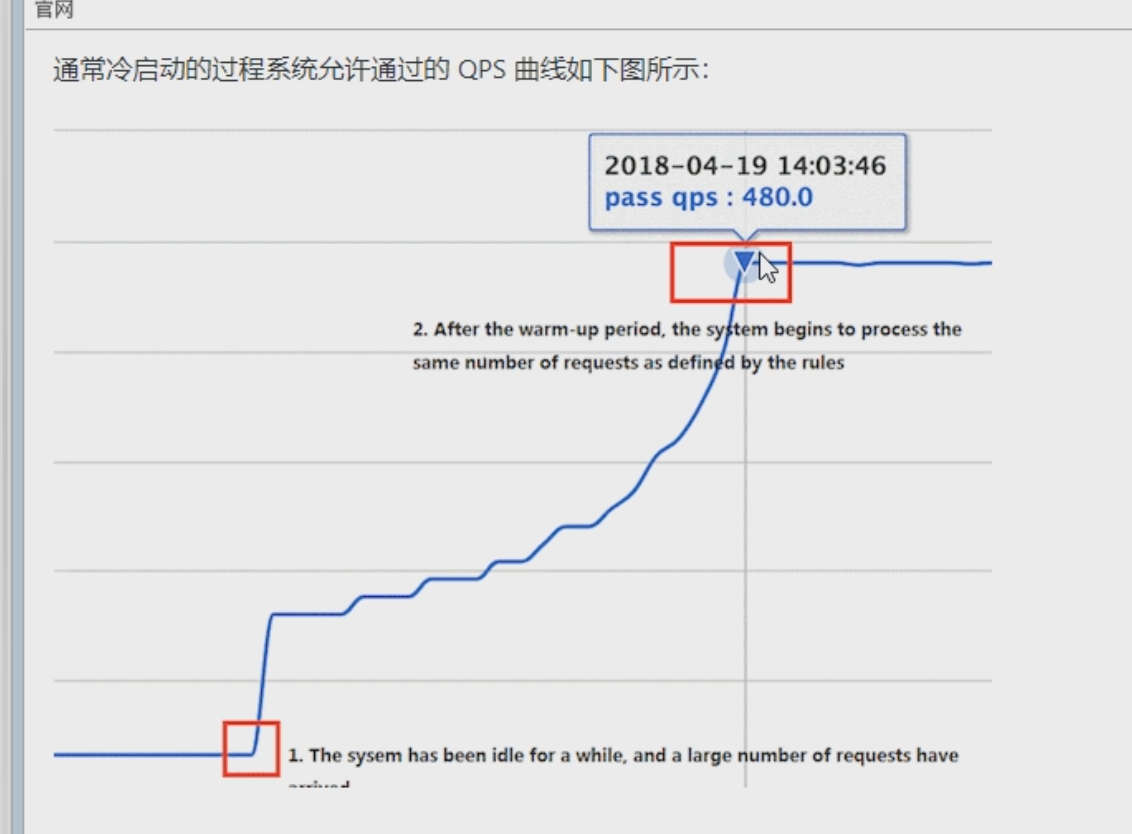 官网
通常冷启动的过程系统允许通过的 QPS 曲线如下图所示：
2018-04-19 14:03:46
pass qps : 480.0
2. After the warm-up period, the system begins to process the
same number of requests as defined by the rules
1. The sysem has been idle for a while, and a large number of requests have
arrived